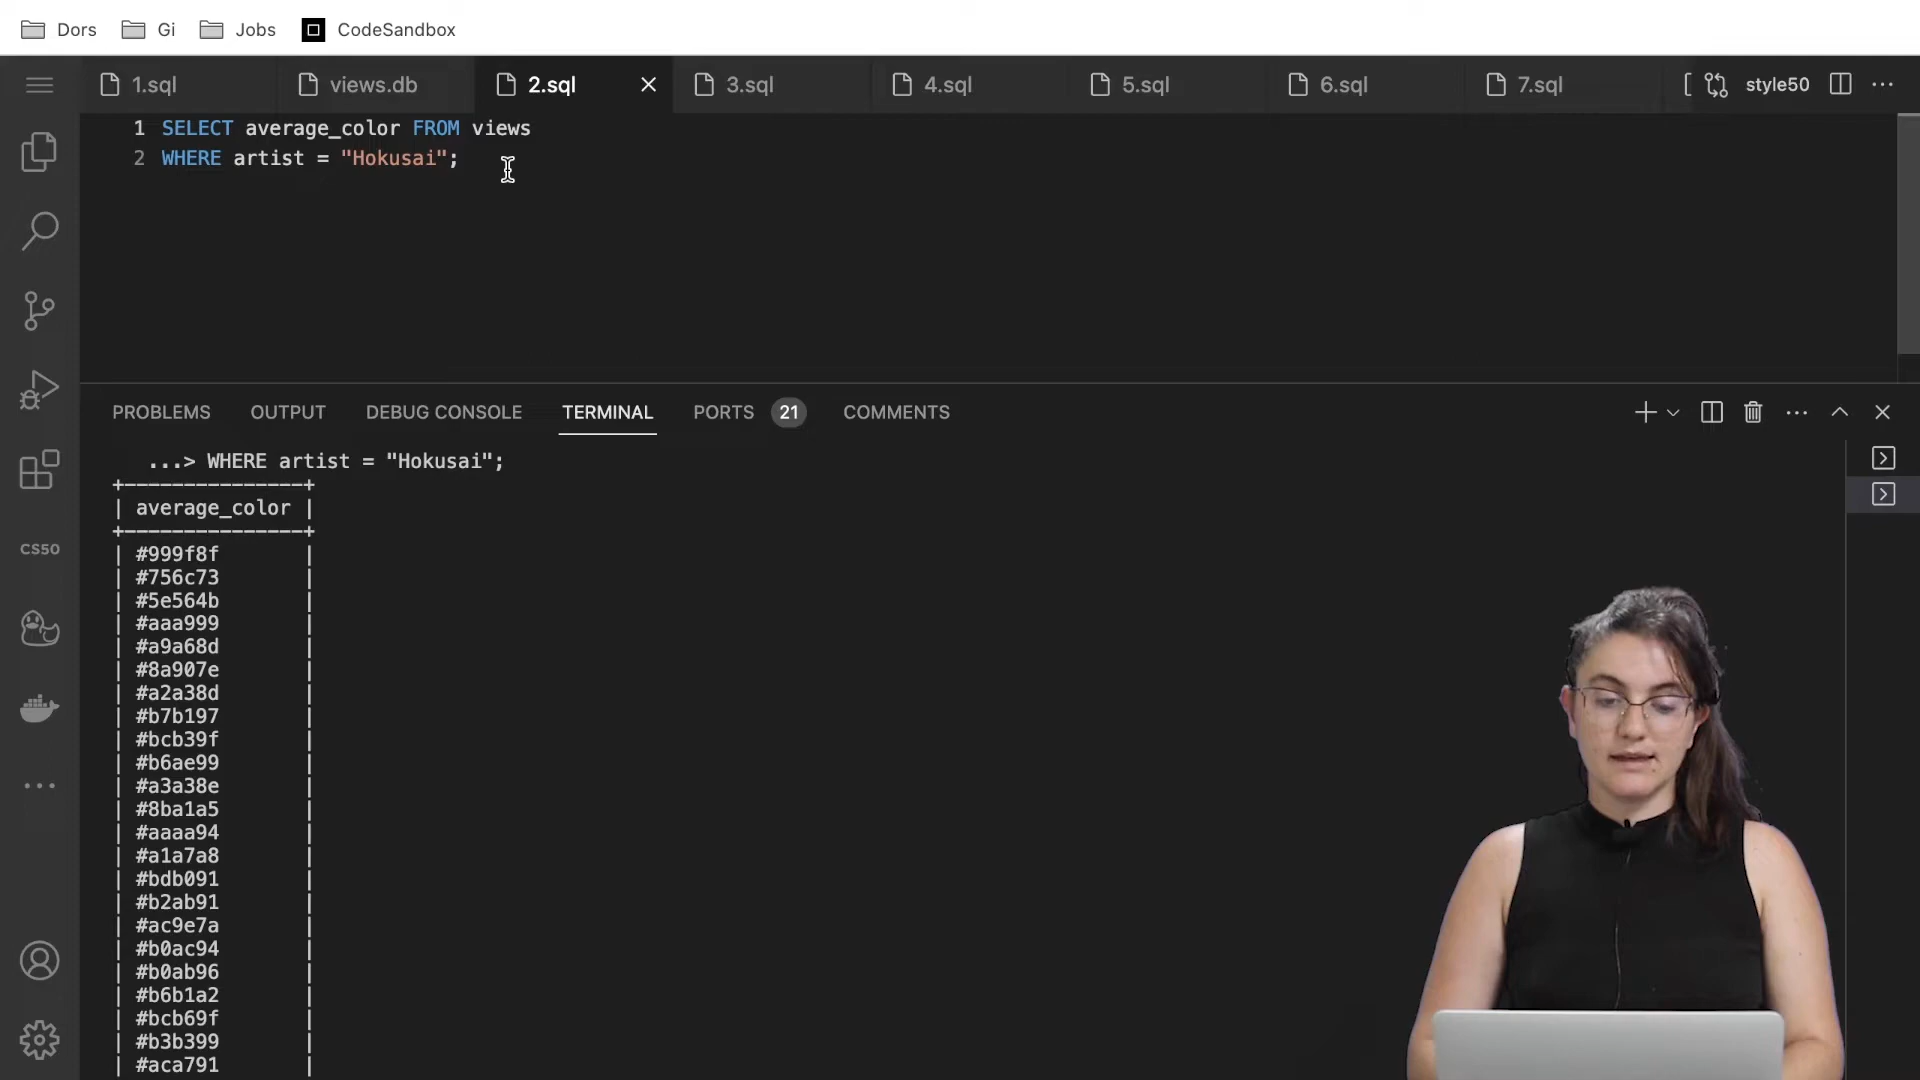 Dors Gi Jobs CodeSandbox
1.sql views.db 2.sql 3.sql 4.sql 5.sql 6.sql 7.sql style50
1 SELECT average_color FROM views
2 WHERE artist = "Hokusai";
PROBLEMS OUTPUT DEBUG CONSOLE TERMINAL PORTS 21 COMMENTS
...> WHERE artist = "Hokusai";
+---------------+
| average_color |
+---------------+
| #999f8f |
| #756c73 |
| #5e564b |
| #aaa999 |
| #a9a68d |
| #8a907e |
| #a2a38d |
| #b7b197 |
| #bcb39f |
| #b6ae99 |
| #a3a38e |
| #8ba1a5 |
| #aaaa94 |
| #a1a7a8 |
| #bdb091 |
| #b2ab91 |
| #ac9e7a |
| #b0ac94 |
| #b0ab96 |
| #b6b1a2 |
| #bcb69f |
| #b3b399 |
| #aca791 |
CS50